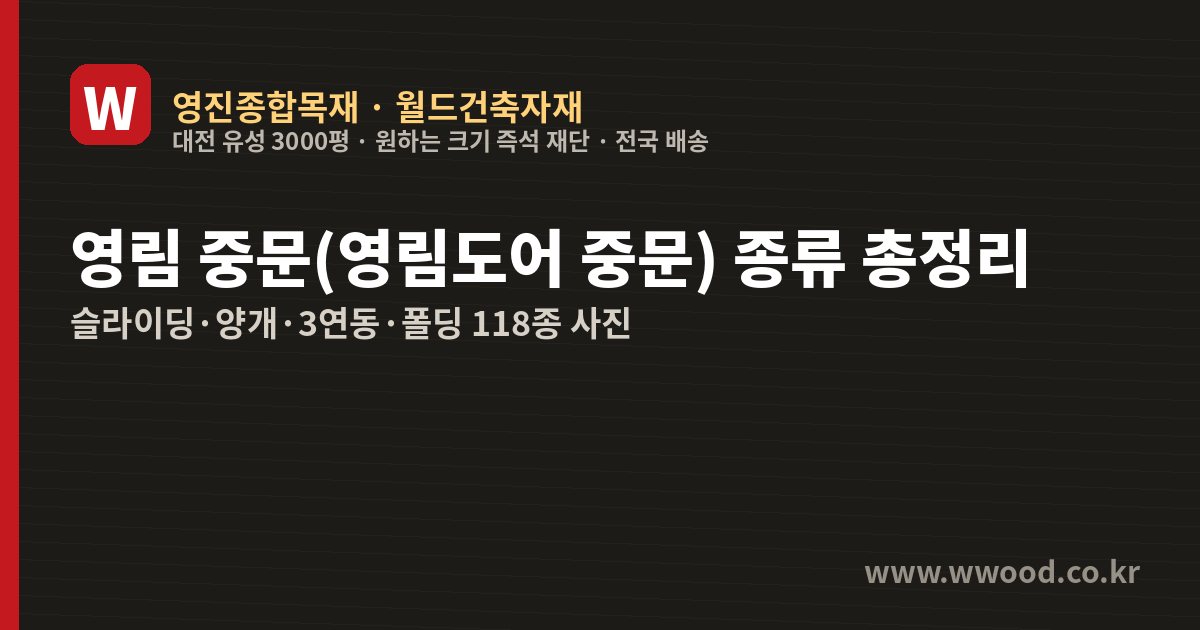 W
영진종합목재 · 월드건축자재
대전 유성 3000평 · 원하는 크기 즉석 재단 · 전국 배송
영림 중문(영림도어 중문) 종류 총정리
슬라이딩·양개·3연동·폴딩 118종 사진
www.wwood.co.kr